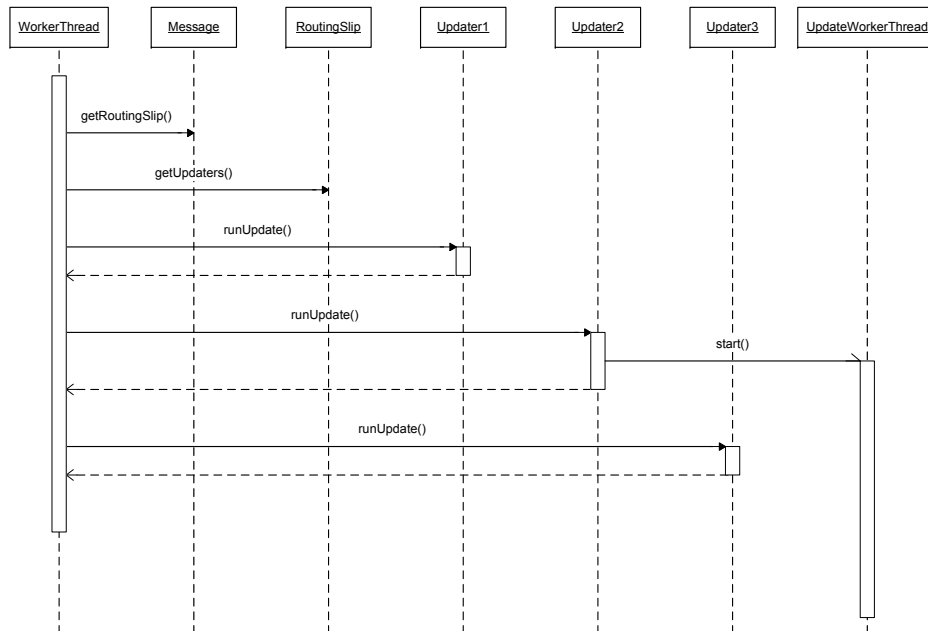 WorkerThread
Message
RoutingSlip
Updater1
Updater2
Updater3
UpdateWorkerThread
getRoutingSlip()
getUpdaters()
runUpdate()
runUpdate()
start()
runUpdate()